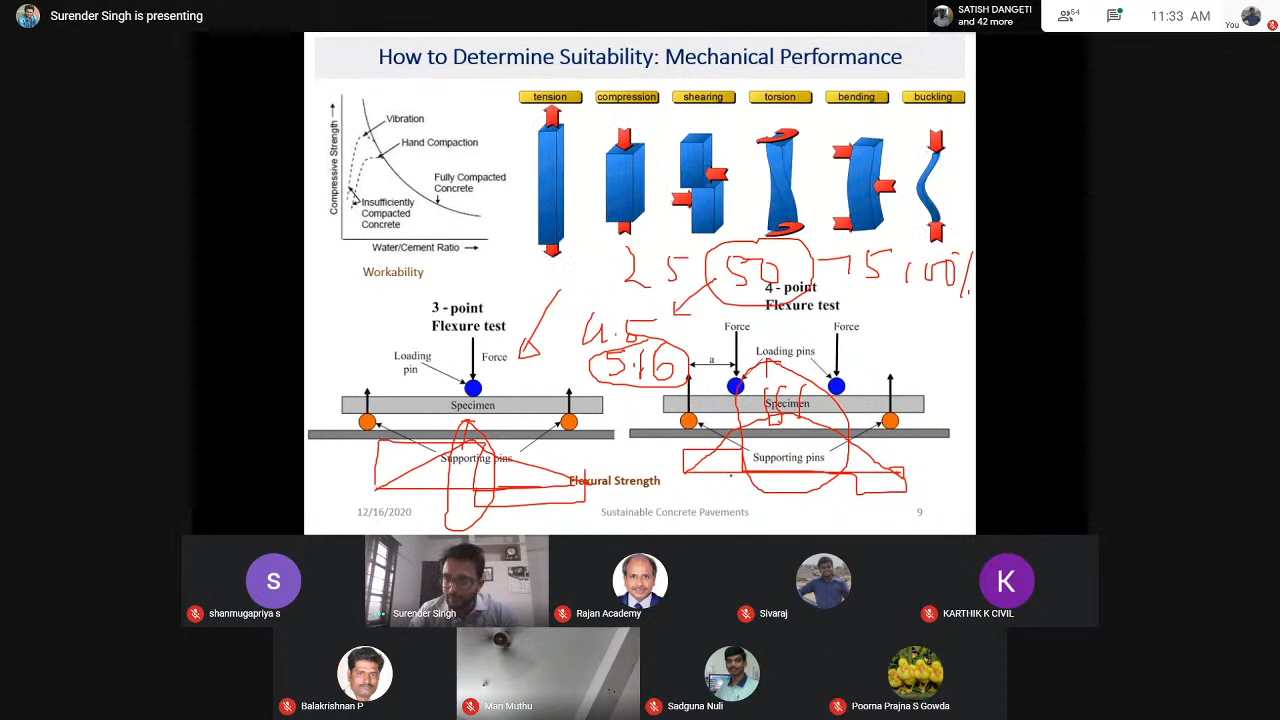 Surender Singh is presenting
SATISH DANGETI
and 42 more
54
11:33 AM
You
How to Determine Suitability: Mechanical Performance
tension
compression
shearing
torsion
bending
buckling
Compressive Strength
Vibration
Hand Compaction
Fully Compacted
Concrete
Insufficiently
Compacted
Concrete
Water/Cement Ratio
Workability
25 50 75 100%
4.5
5.16
3 - point
Flexure test
Loading
pin
Force
Specimen
Supporting pins
4 - point
Flexure test
Force
Force
Loading pins
a
Specimen
Supporting pins
Flexural Strength
12/16/2020
Sustainable Concrete Pavements
9
s
shanmugapriya s
Surender Singh
Rajan Academy
Sivaraj
K
KARTHIK K CIVIL
Balakrishnan P
Mari Muthu
Sadguna Nuli
Poorna Prajna S Gowda